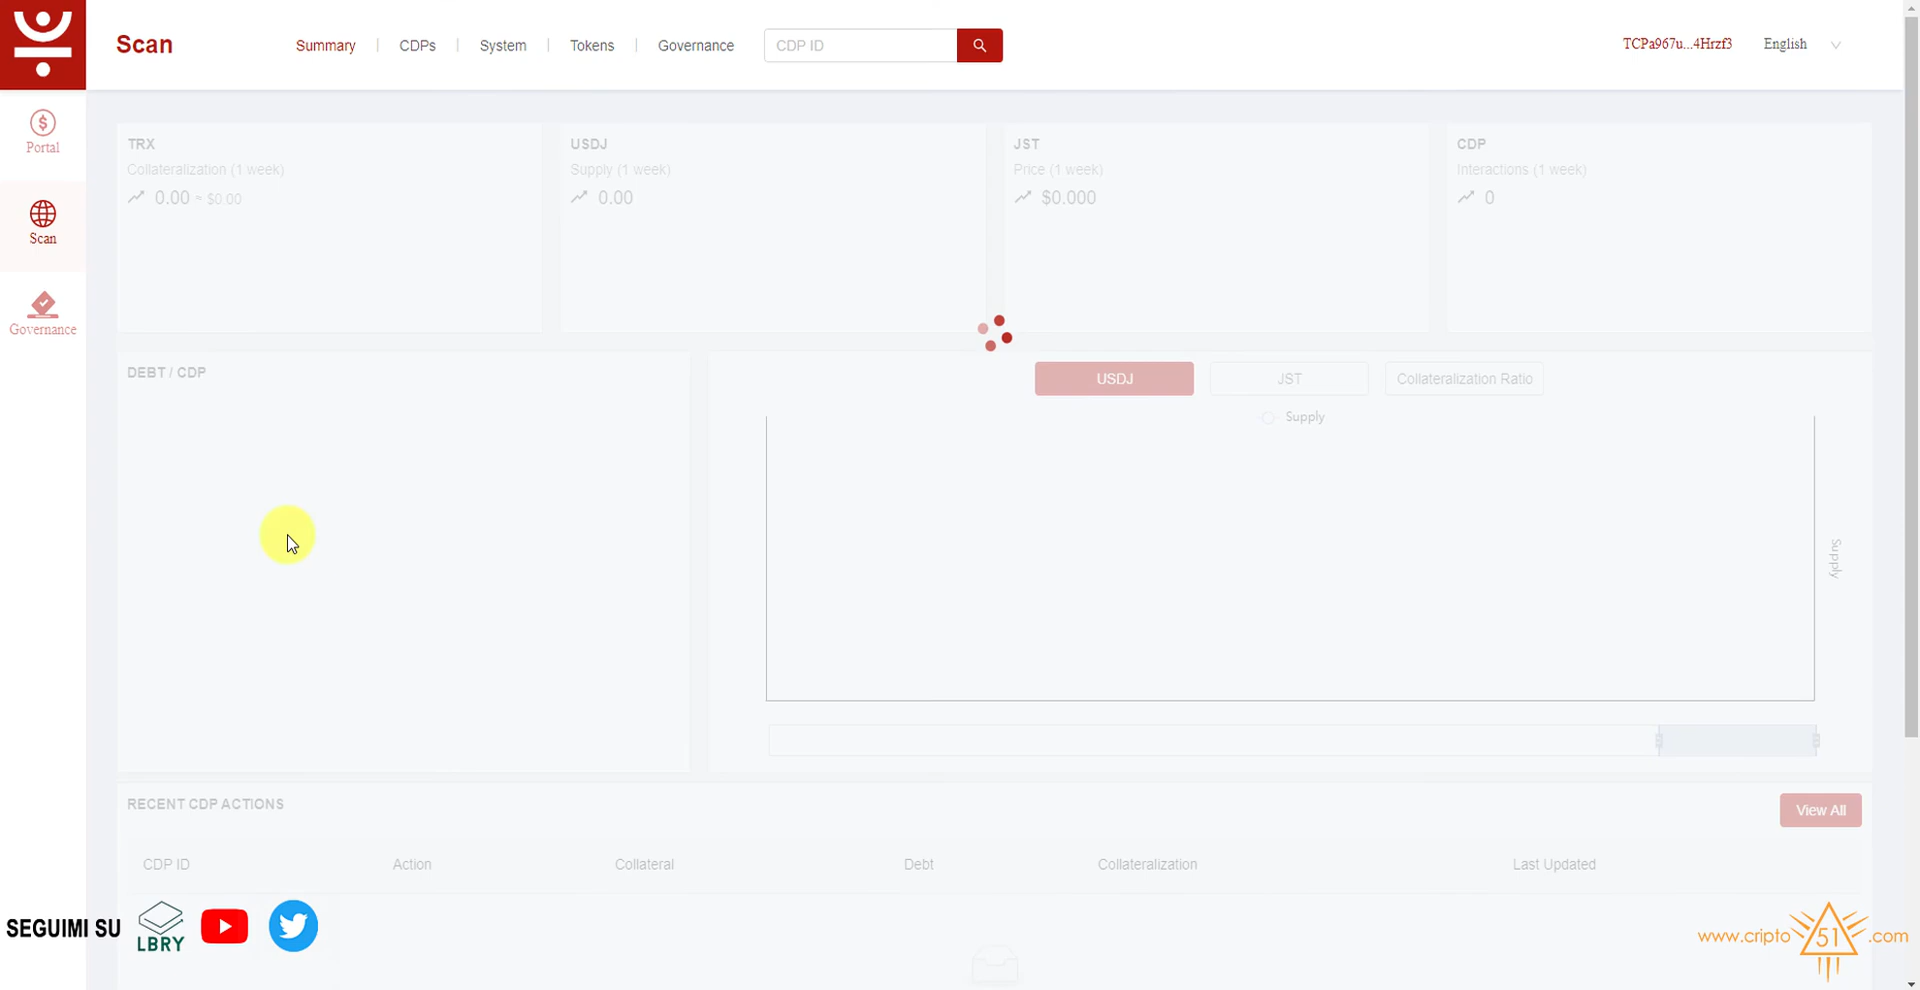 Scan
Summary
CDPs
System
Tokens
Governance
CDP ID
TCPa967u...4Hrzf3
English
Portal
Scan
Governance
TRX
Collateralization (1 week)
0.00 ≈ $0.00
USDJ
Supply (1 week)
0.00
JST
Price (1 week)
$0.000
CDP
Interactions (1 week)
0
DEBT / CDP
USDJ
JST
Collateralization Ratio
Supply
Supply
RECENT CDP ACTIONS
View All
CDP ID
Action
Collateral
Debt
Collateralization
Last Updated
SEGUIMI SU
LBRY
www.cripto51.com